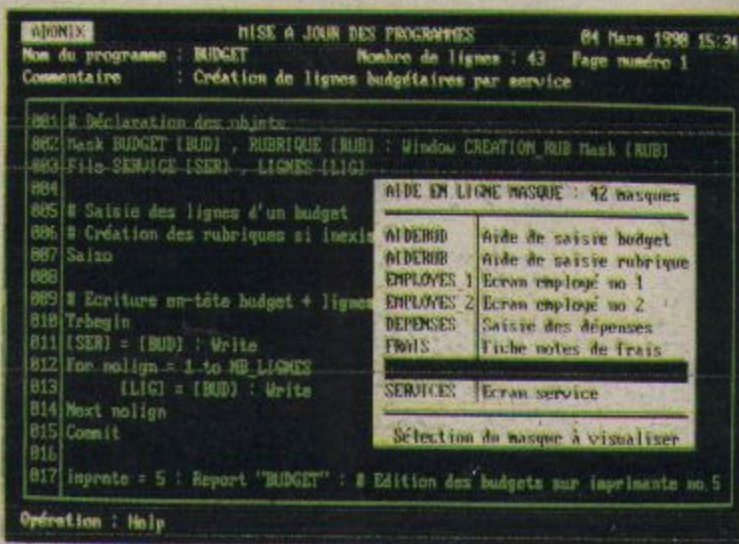 ADONIX MISE A JOUR DES PROGRAMMES 04 Mars 1990 15:34
Nom du programme : BUDGET Nombre de lignes : 43 Page numéro 1
Commentaire : Création de lignes budgétaires par service
001 # Déclaration des objets
002 Mask BUDGET [BUD] , RUBRIQUE [RUB] : Window CREATION_RUB Mask [RUB]
003 File SERVICE [SER] , LIGNES [LIG]
004
005 # Saisie des lignes d'un budget
006 # Création des rubriques si inexis
007 Saizo
008
009 # Ecriture en-tête budget + lignes
010 Trbegin
011 [SER] = [BUD] : Write
012 For nolign = 1 to NB_LIGNES
013 [LIG] = [BUD] : Write
014 Next nolign
015 Commit
016
017 improte = 5 : Report "BUDGET" : # Edition des budgets sur imprimante no.5
AIDE EN LIGNE MASQUE : 42 masques
AIDEBUD Aide de saisie budget
AIDERUB Aide de saisie rubrique
EMPLOYES_1 Ecran employé no 1
EMPLOYES_2 Ecran employé no 2
DEPENSES Saisie des dépenses
FRAIS Fiche notes de frais
SERVICES Ecran service
Sélection du masque à visualiser
Opération : Help